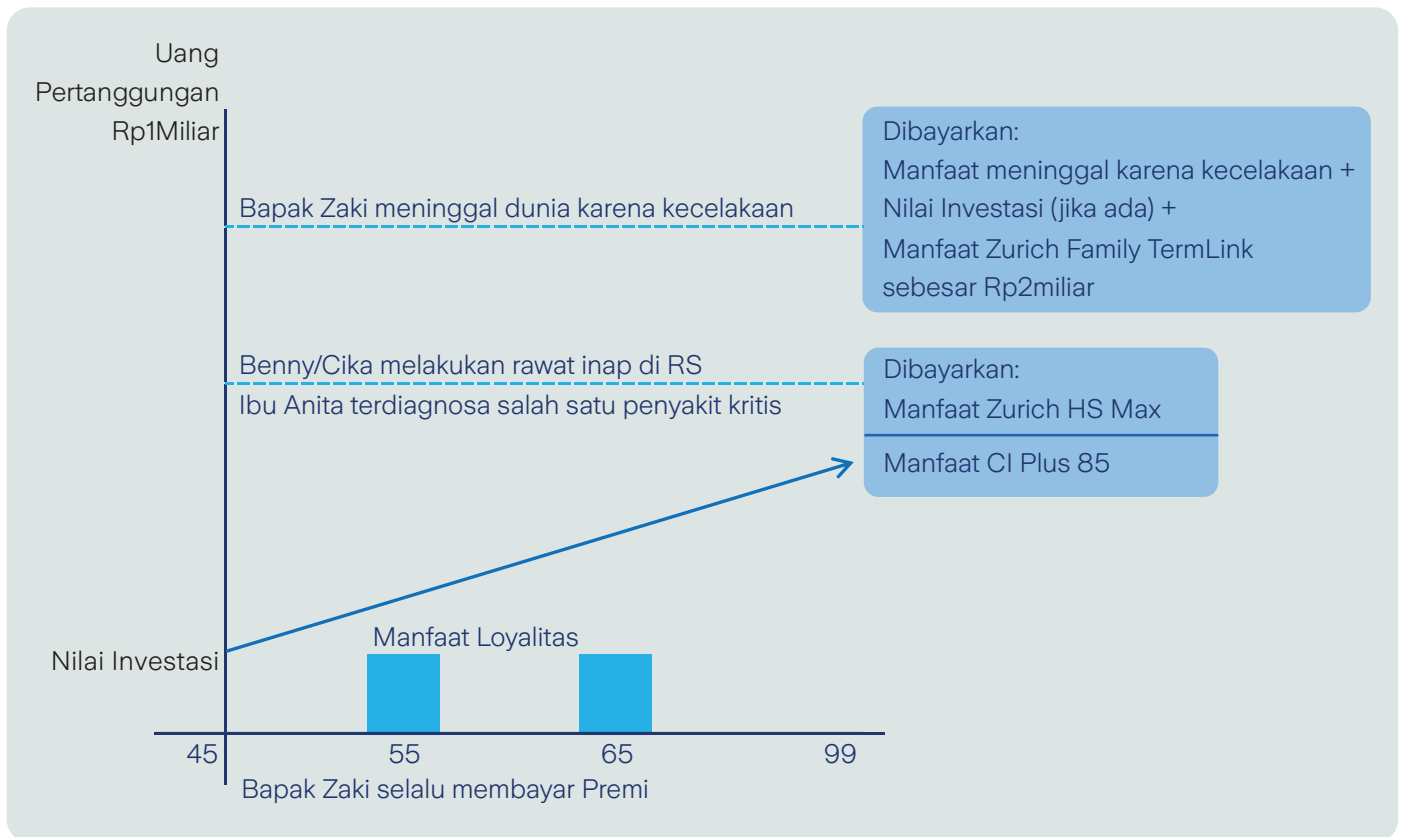 Uang
Pertanggungan
Rp1Miliar
Bapak Zaki meninggal dunia karena kecelakaan
Dibayarkan:
Manfaat meninggal karena kecelakaan +
Nilai Investasi (jika ada) +
Manfaat Zurich Family TermLink
sebesar Rp2miliar
Benny/Cika melakukan rawat inap di RS
Ibu Anita terdiagnosa salah satu penyakit kritis
Dibayarkan:
Manfaat Zurich HS Max
Manfaat CI Plus 85
Manfaat Loyalitas
Nilai Investasi
45 55 65 99
Bapak Zaki selalu membayar Premi